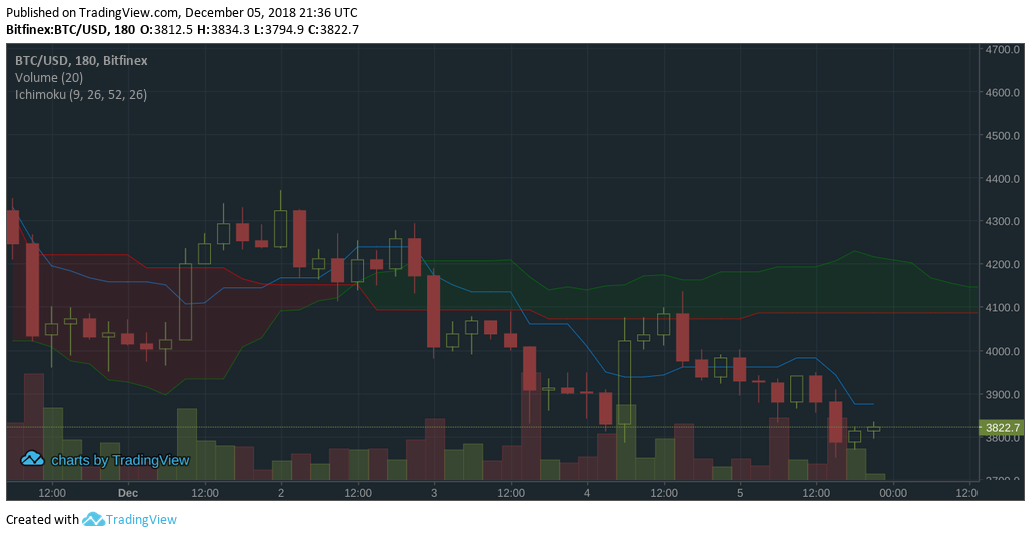 Published on TradingView.com, December 05, 2018 21:36 UTC
Bitfinex:BTC/USD, 180 O:3812.5 H:3834.3 L:3794.9 C:3822.7
BTC/USD, 180, Bitfinex
Volume (20)
Ichimoku (9, 26, 52, 26)
4700.0
4600.0
4500.0
4400.0
4300.0
4200.0
4100.0
4000.0
3900.0
3822.7
3800.0
3700.0
charts by TradingView
12:00 Dec 12:00 2 12:00 3 12:00 4 12:00 5 12:00 00:00 12:0
Created with TradingView